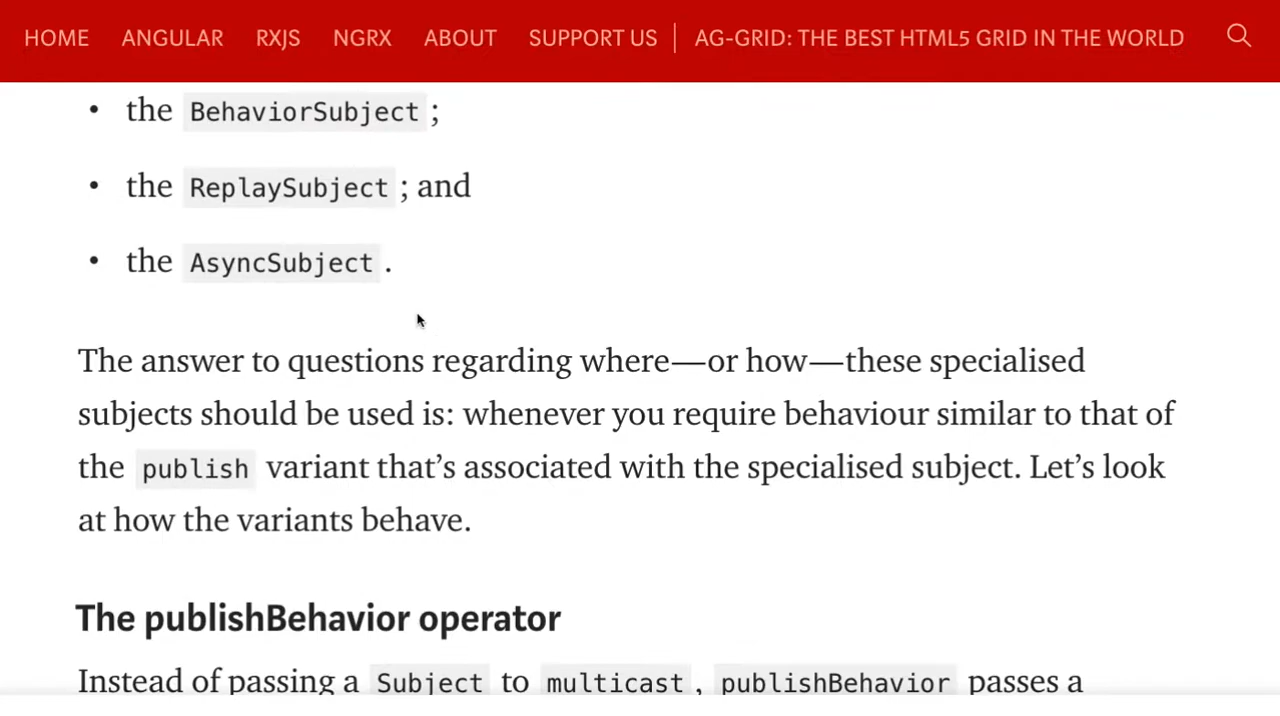 HOME ANGULAR RXJS NGRX ABOUT SUPPORT US AG-GRID: THE BEST HTML5 GRID IN THE WORLD
• the BehaviorSubject ;
• the ReplaySubject ; and
• the AsyncSubject .
The answer to questions regarding where—or how—these specialised
subjects should be used is: whenever you require behaviour similar to that of
the publish variant that’s associated with the specialised subject. Let’s look
at how the variants behave.
The publishBehavior operator
Instead of passing a Subject to multicast , publishBehavior passes a